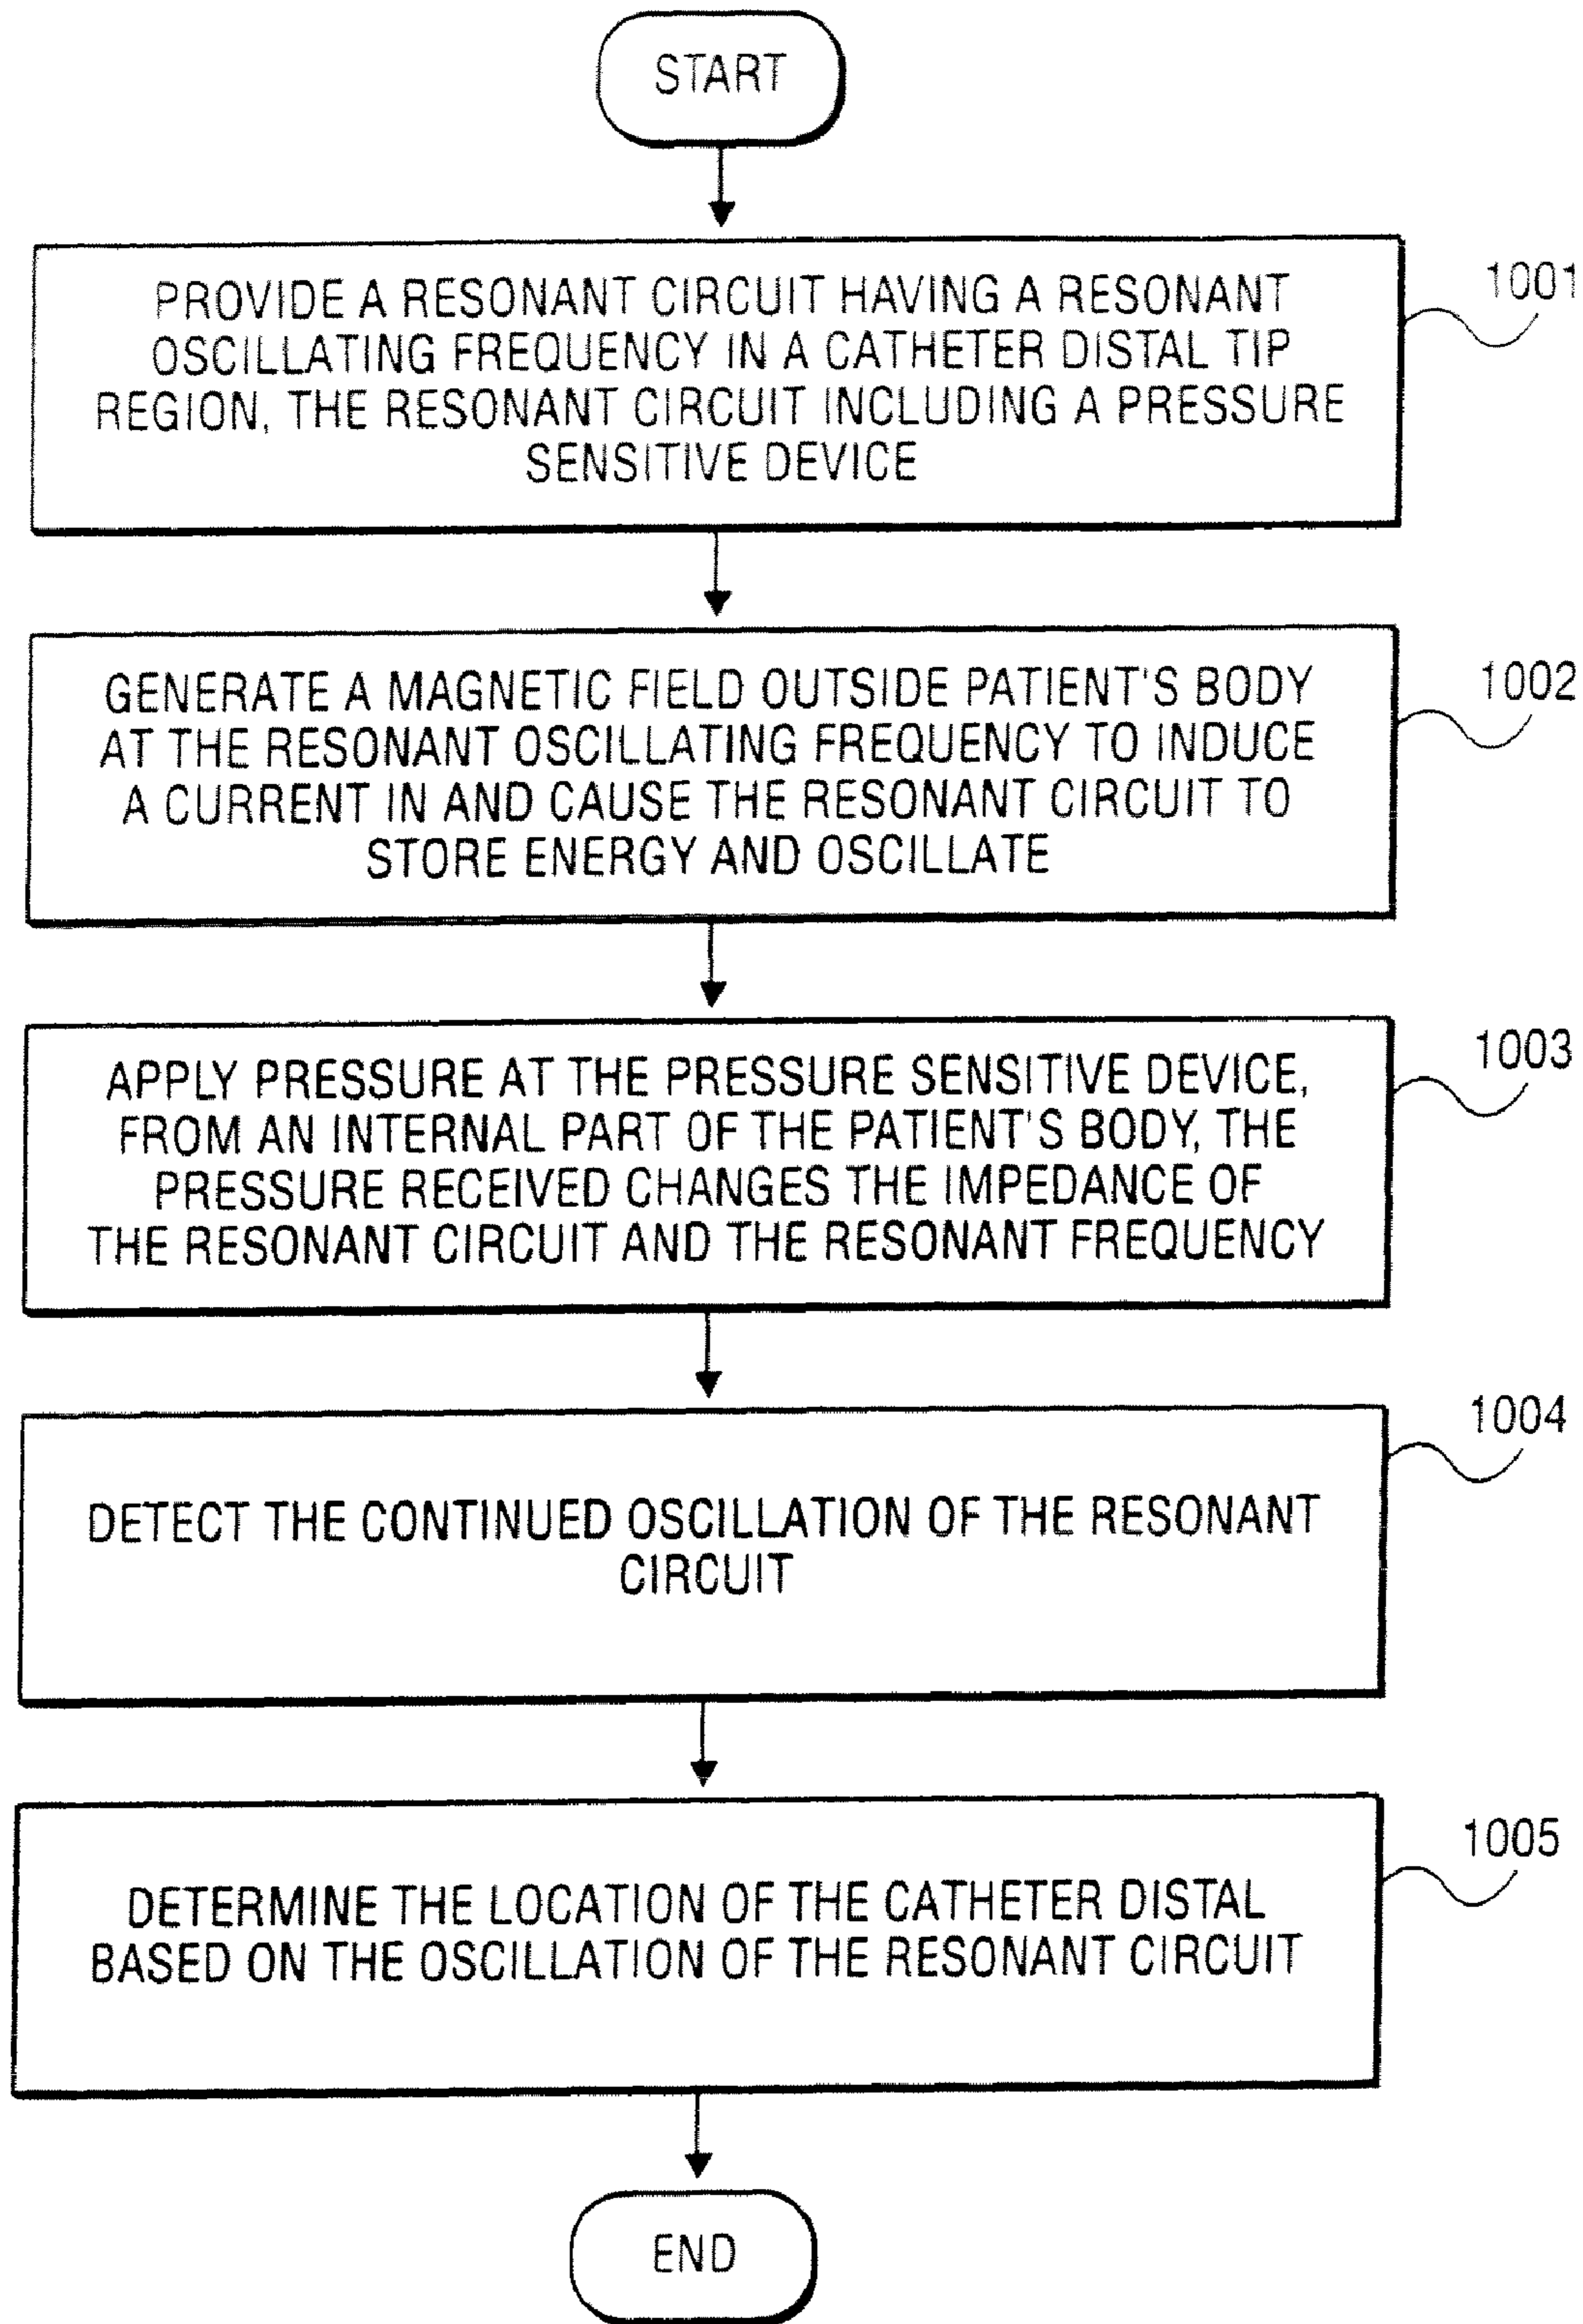 START
PROVIDE A RESONANT CIRCUIT HAVING A RESONANT
OSCILLATING FREQUENCY IN A CATHETER DISTAL TIP
REGION, THE RESONANT CIRCUIT INCLUDING A PRESSURE
SENSITIVE DEVICE
1001
GENERATE A MAGNETIC FIELD OUTSIDE PATIENT'S BODY
AT THE RESONANT OSCILLATING FREQUENCY TO INDUCE
A CURRENT IN AND CAUSE THE RESONANT CIRCUIT TO
STORE ENERGY AND OSCILLATE
1002
APPLY PRESSURE AT THE PRESSURE SENSITIVE DEVICE,
FROM AN INTERNAL PART OF THE PATIENT'S BODY, THE
PRESSURE RECEIVED CHANGES THE IMPEDANCE OF
THE RESONANT CIRCUIT AND THE RESONANT FREQUENCY
1003
DETECT THE CONTINUED OSCILLATION OF THE RESONANT
CIRCUIT
1004
DETERMINE THE LOCATION OF THE CATHETER DISTAL
BASED ON THE OSCILLATION OF THE RESONANT CIRCUIT
1005
END